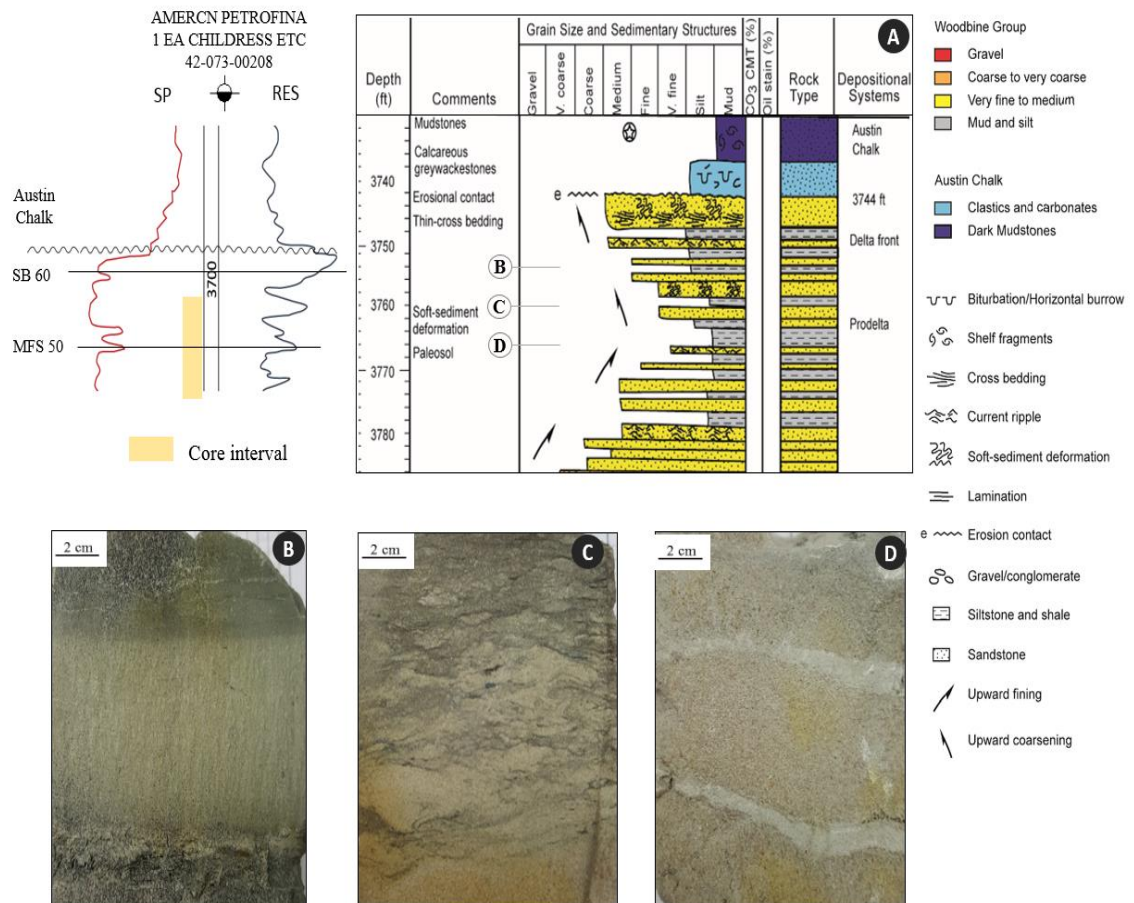 AMERCN PETROFINA
1 EA CHILDRESS ETC
42-073-00208
SP
RES
Austin
Chalk
SB 60
MFS 50
3700
Core interval
A
Grain Size and Sedimentary Structures
Depth
(ft)
Comments
Gravel
V. coarse
Coarse
Medium
Fine
V. fine
Silt
Mud
CO3 CMT (%)
Oil stain (%)
Rock
Type
Depositional
Systems
Mudstones
Calcareous
greywackestones
Erosional contact
Thin-cross bedding
Soft-sediment
deformation
Paleosol
3740
3750
3760
3770
3780
e
B
C
D
Austin
Chalk
3744 ft
Delta front
Prodelta
Woodbine Group
Gravel
Coarse to very coarse
Very fine to medium
Mud and silt
Austin Chalk
Clastics and carbonates
Dark Mudstones
Biturbation/Horizontal burrow
Shelf fragments
Cross bedding
Current ripple
Soft-sediment deformation
Lamination
e Erosion contact
Gravel/conglomerate
Siltstone and shale
Sandstone
Upward fining
Upward coarsening
2 cm
B
2 cm
C
2 cm
D